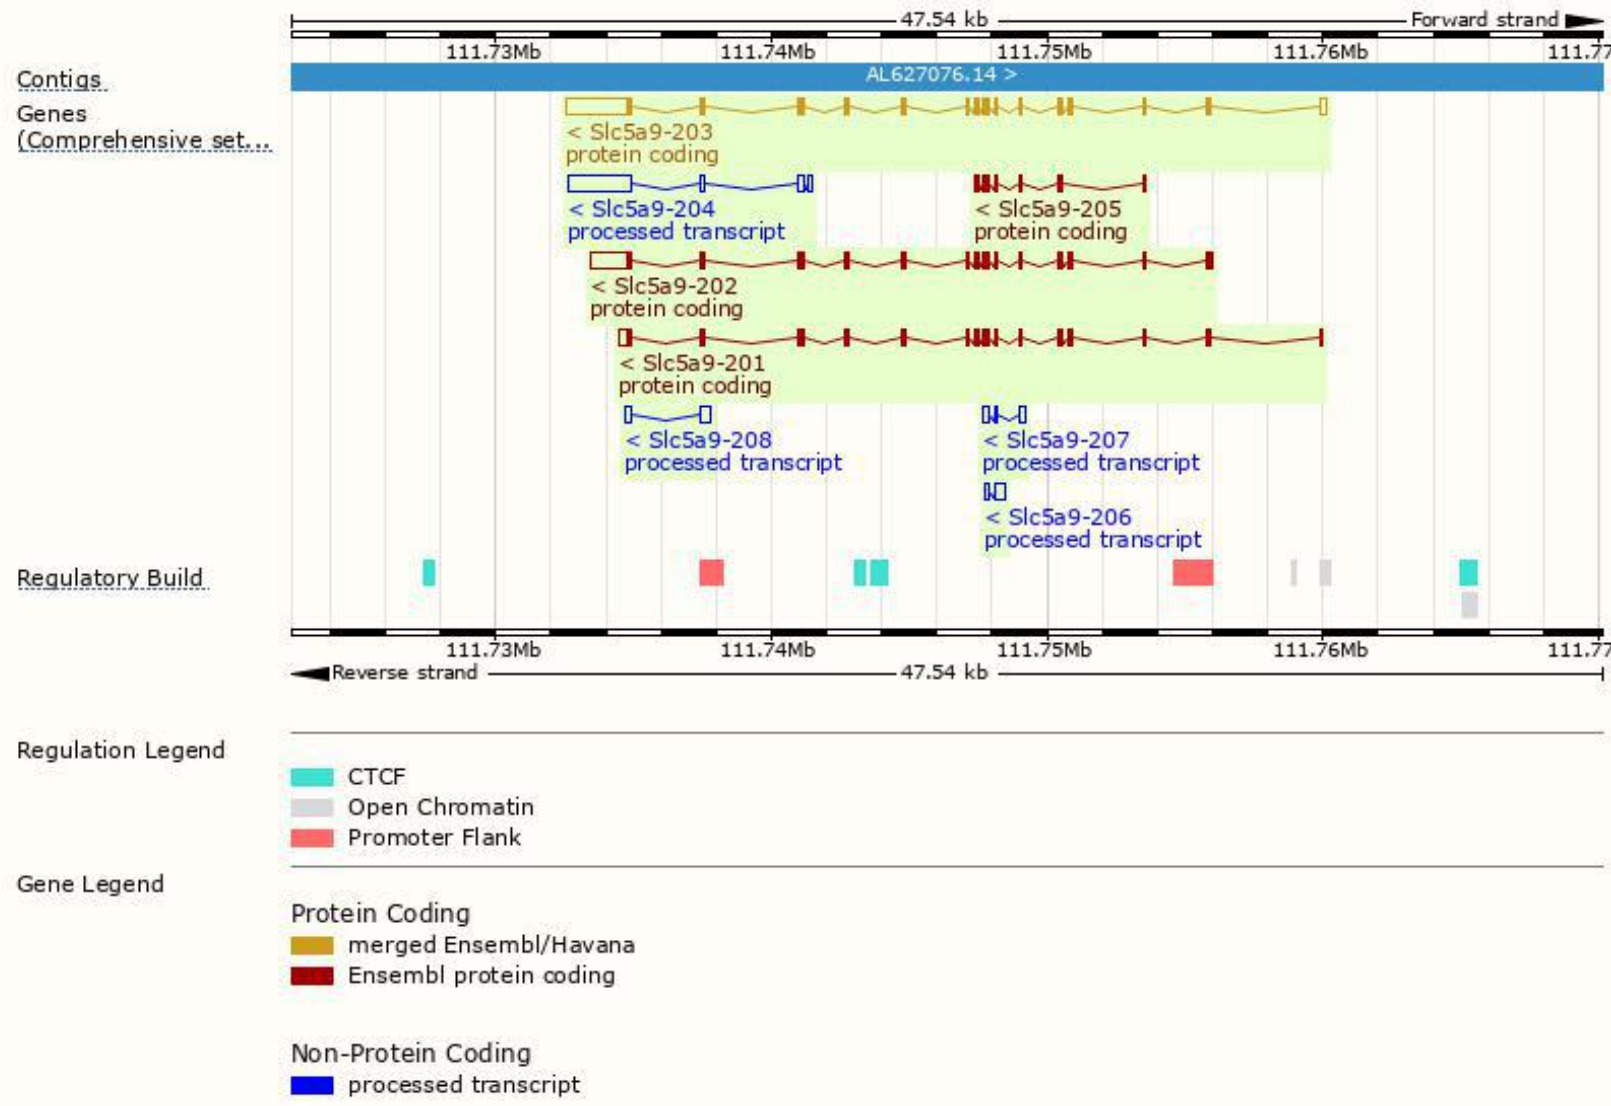 47.54 kb Forward strand
111.73Mb 111.74Mb 111.75Mb 111.76Mb 111.77
Contigs AL627076.14 >
Genes
(Comprehensive set...
< Slc5a9-203
protein coding
< Slc5a9-204 < Slc5a9-205
processed transcript protein coding
< Slc5a9-202
protein coding
< Slc5a9-201
protein coding
< Slc5a9-208 < Slc5a9-207
processed transcript processed transcript
< Slc5a9-206
processed transcript
Regulatory Build
111.73Mb 111.74Mb 111.75Mb 111.76Mb 111.77
Reverse strand 47.54 kb
Regulation Legend
CTCF
Open Chromatin
Promoter Flank
Gene Legend
Protein Coding
merged Ensembl/Havana
Ensembl protein coding
Non-Protein Coding
processed transcript